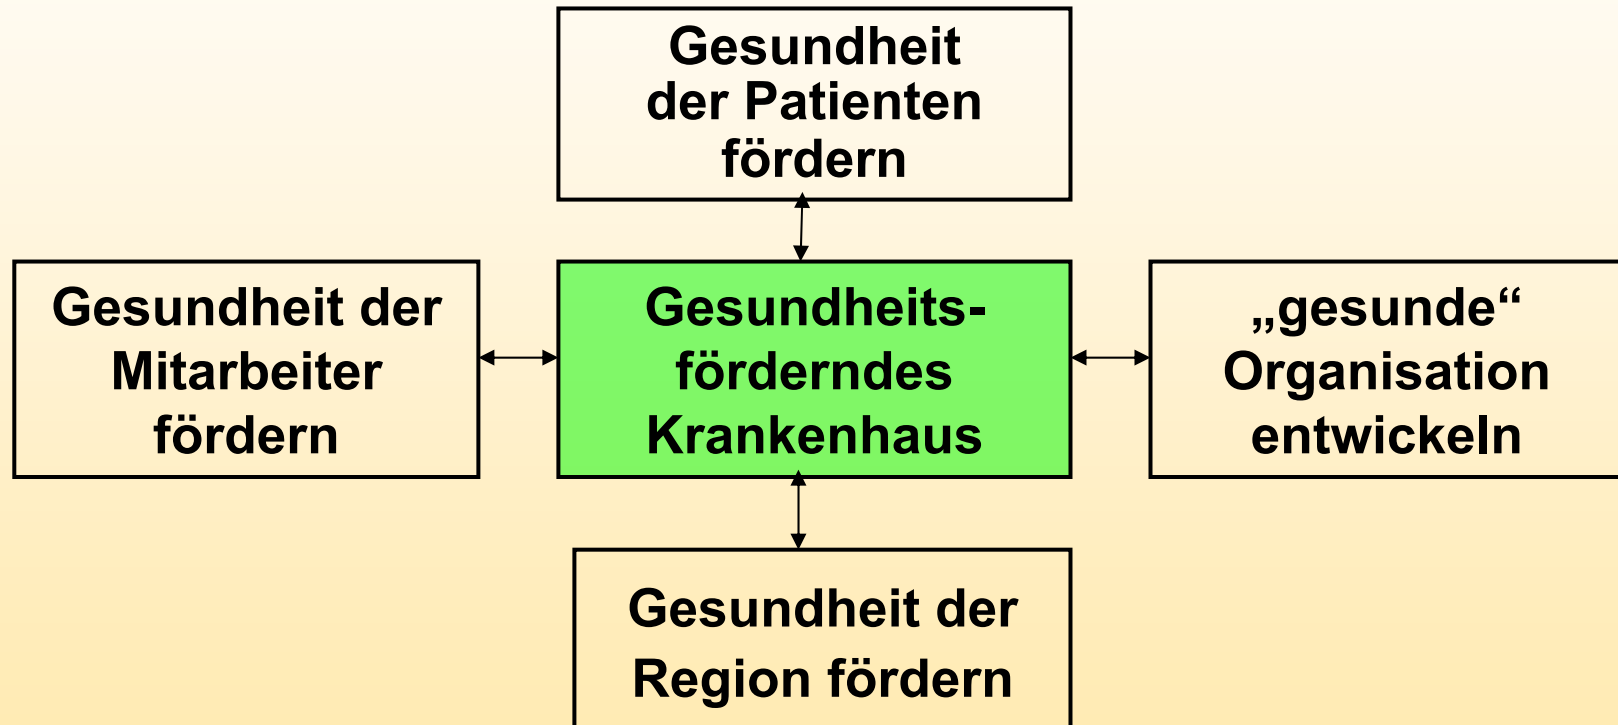 Gesundheit
der Patienten
fördern
Gesundheit der
Mitarbeiter
fördern
Gesundheits-
förderndes
Krankenhaus
„gesunde“
Organisation
entwickeln
Gesundheit der
Region fördern